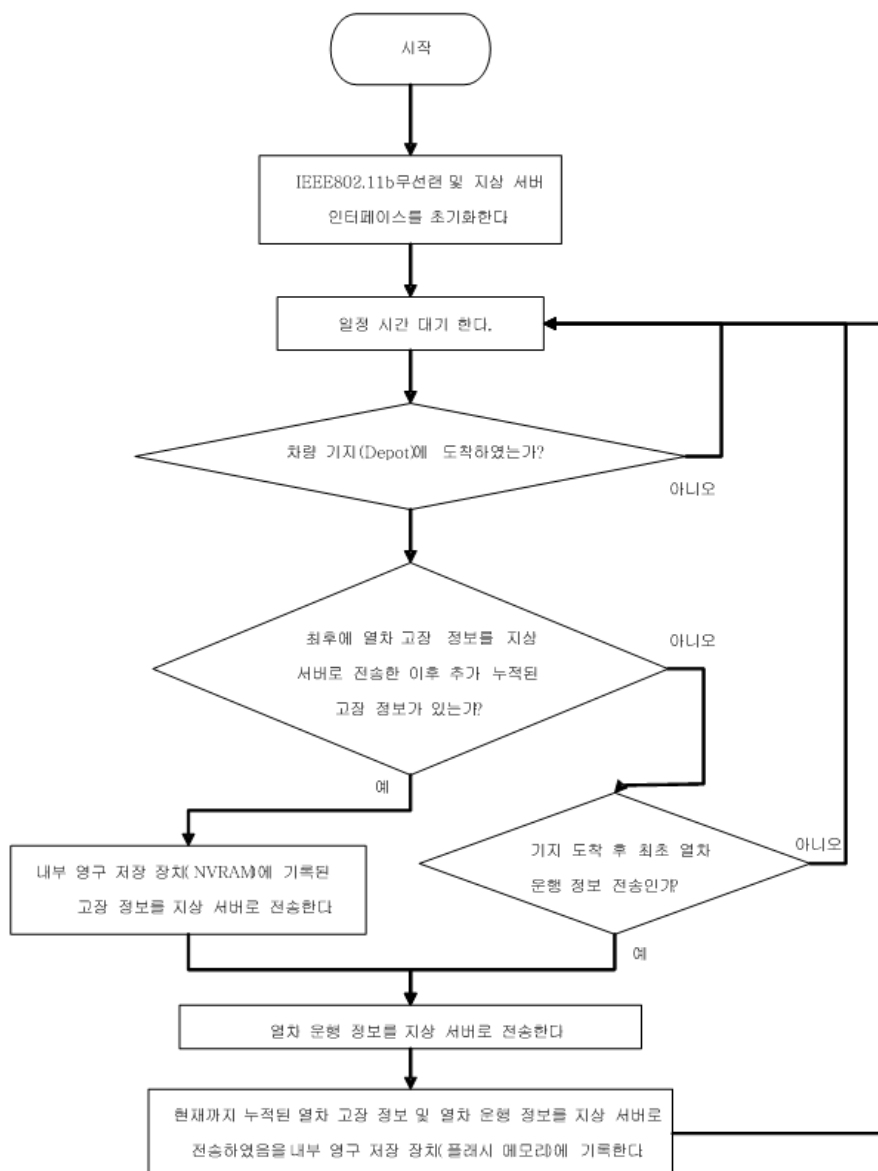 시작
IEEE802.11b무선랜 및 지상 서버
인터페이스를 초기화한다
일정 시간 대기 한다.
차량 기지(Depot)에 도착하였는가?
아니오
최후에 열차 고장 정보를 지상
서버로 전송한 이후 추가 누적된
고장 정보가 있는가?
아니오
예
내부 영구 저장 장치(NVRAM)에 기록된
고장 정보를 지상 서버로 전송한다
기지 도착 후 최초 열차
운행 정보 전송인가?
아니오
예
열차 운행 정보를 지상 서버로 전송한다
현재까지 누적된 열차 고장 정보 및 열차 운행 정보를 지상 서버로
전송하였음을 내부 영구 저장 장치(플래시 메모리)에 기록한다